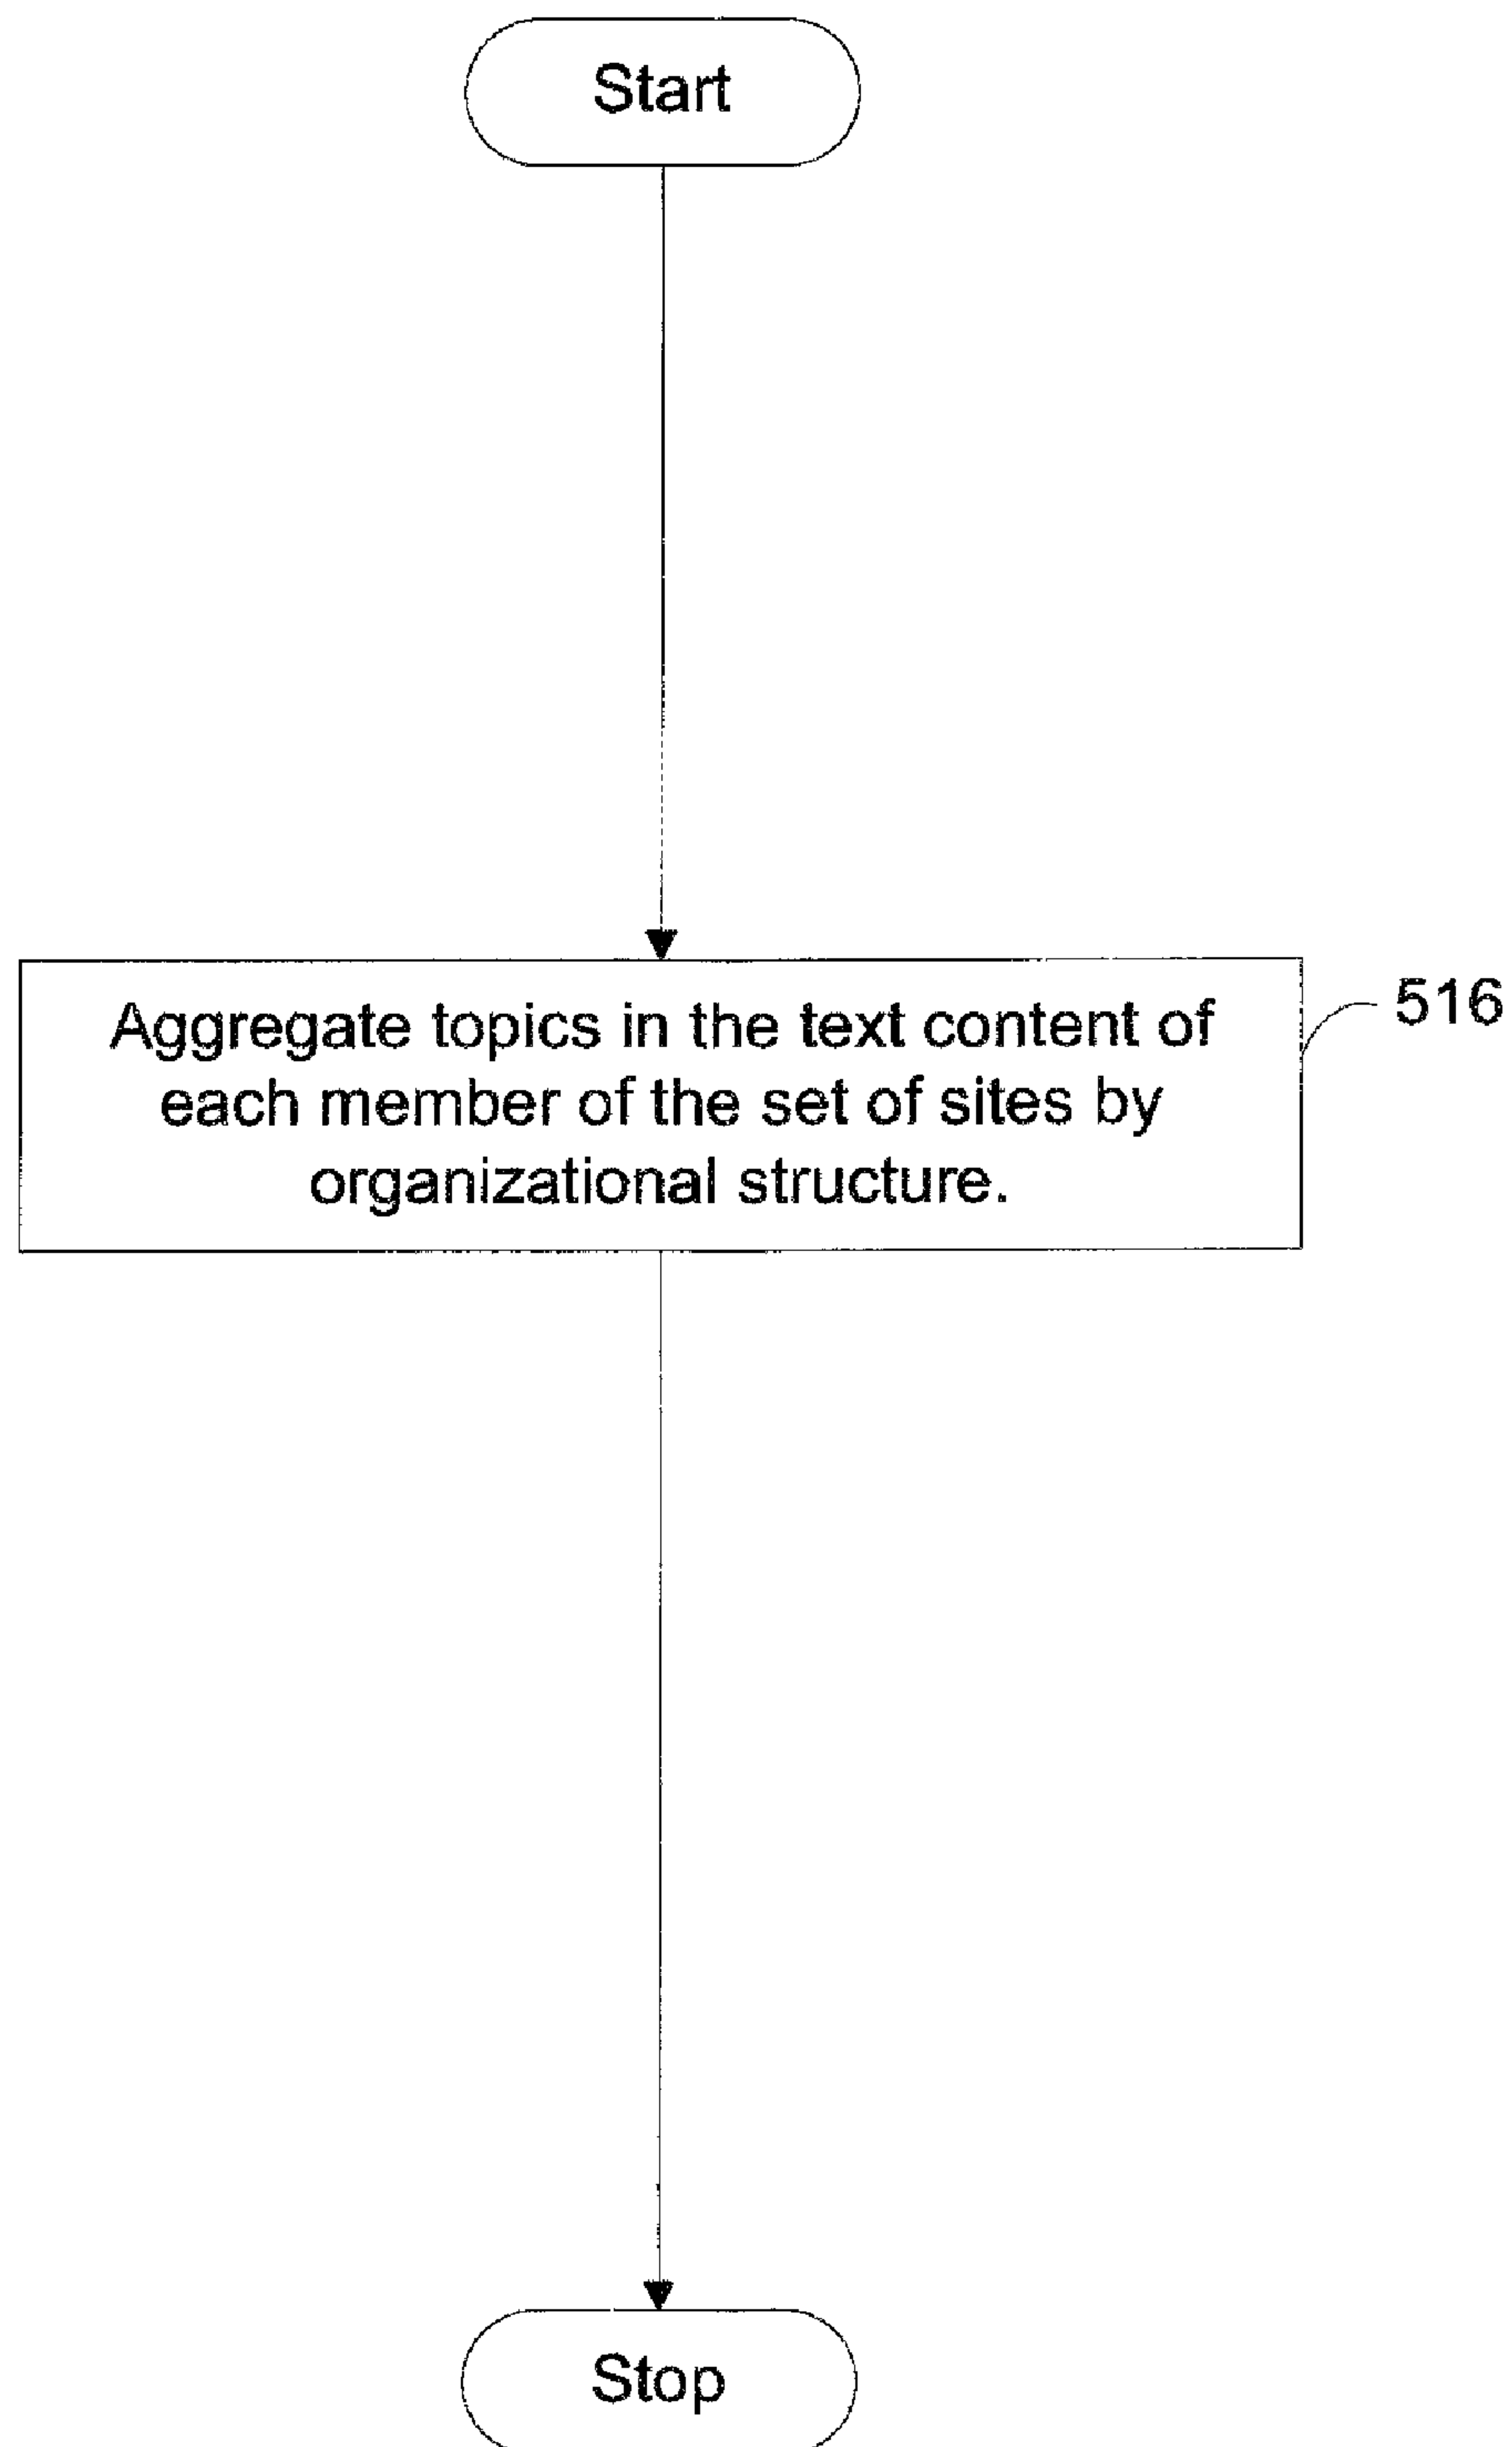 Start
Aggregate topics in the text content of
each member of the set of sites by
organizational structure.
516
Stop